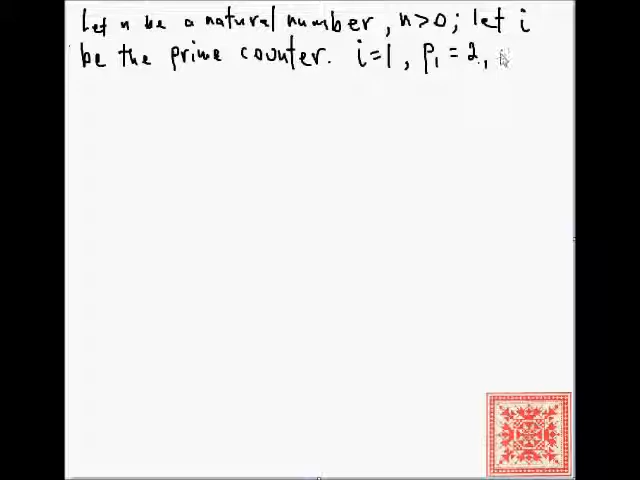 Let n be a natural number, n>0; let i
be the prime counter. i=1, P₁=2,